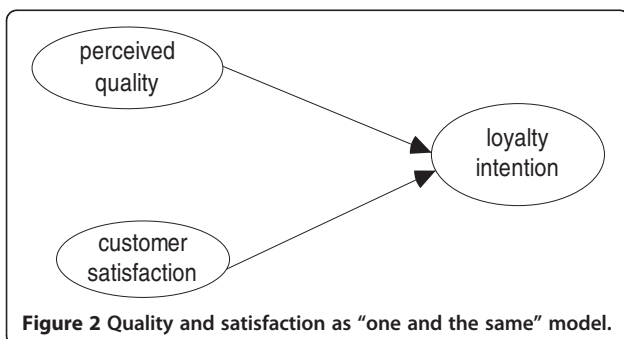 perceived
quality
loyalty
intention
customer
satisfaction
Figure 2 Quality and satisfaction as “one and the same” model.